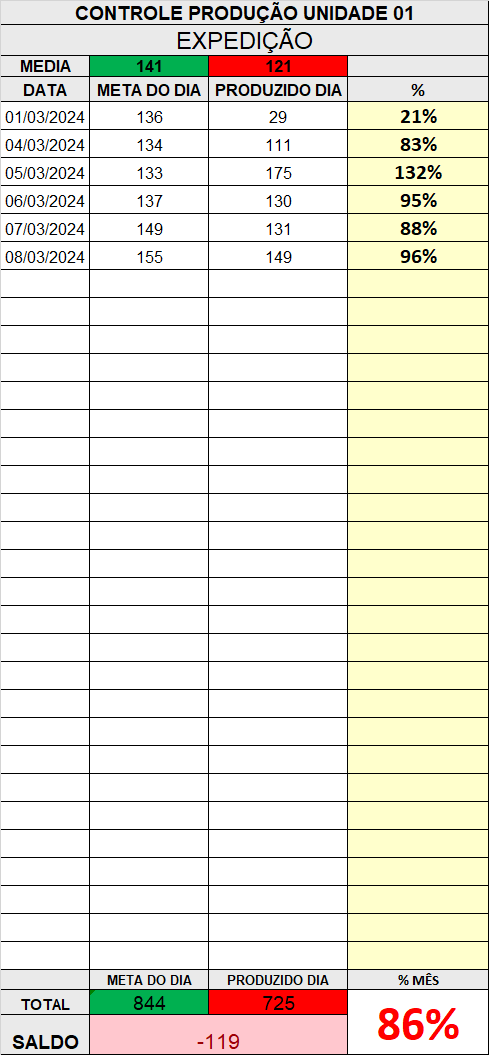 CONTROLE PRODUÇÃO UNIDADE 01
EXPEDIÇÃO
MEDIA 141 121
DATA META DO DIA PRODUZIDO DIA %
01/03/2024 136 29 21%
04/03/2024 134 111 83%
05/03/2024 133 175 132%
06/03/2024 137 130 95%
07/03/2024 149 131 88%
08/03/2024 155 149 96%
META DO DIA PRODUZIDO DIA % MÊS
TOTAL 844 725 86%
SALDO -119